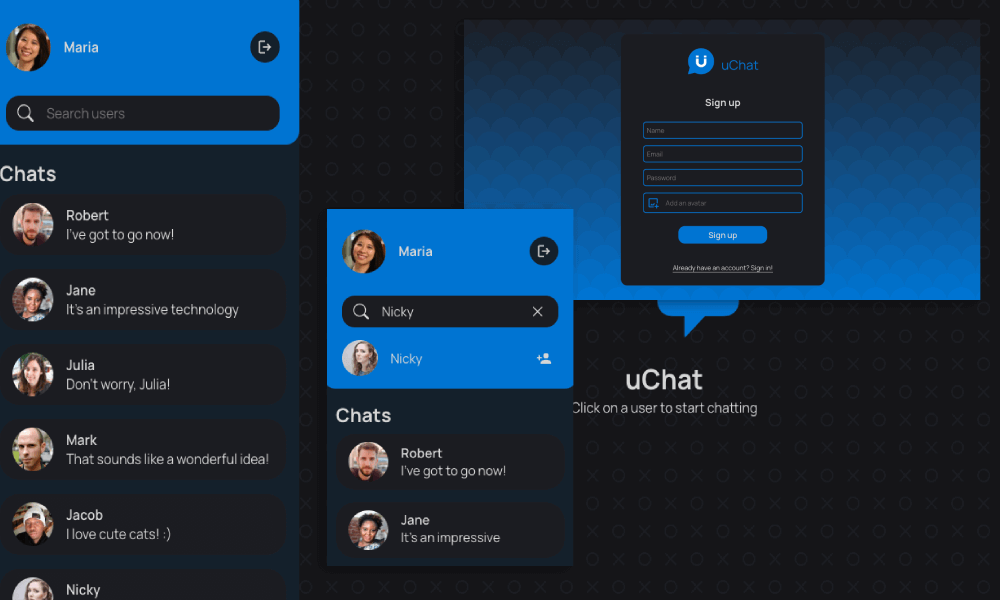 Maria
Search users
Chats
Robert
I've got to go now!
Jane
It's an impressive technology
Julia
Don't worry, Julia!
Mark
That sounds like a wonderful idea!
Jacob
I love cute cats! :)
Nicky
Maria
Nicky
Nicky
Chats
Robert
I've got to go now!
Jane
It's an impressive
uChat
Sign up
Name
Email
Password
Add an avatar
Sign up
Already have an account? Sign in!
uChat
Click on a user to start chatting